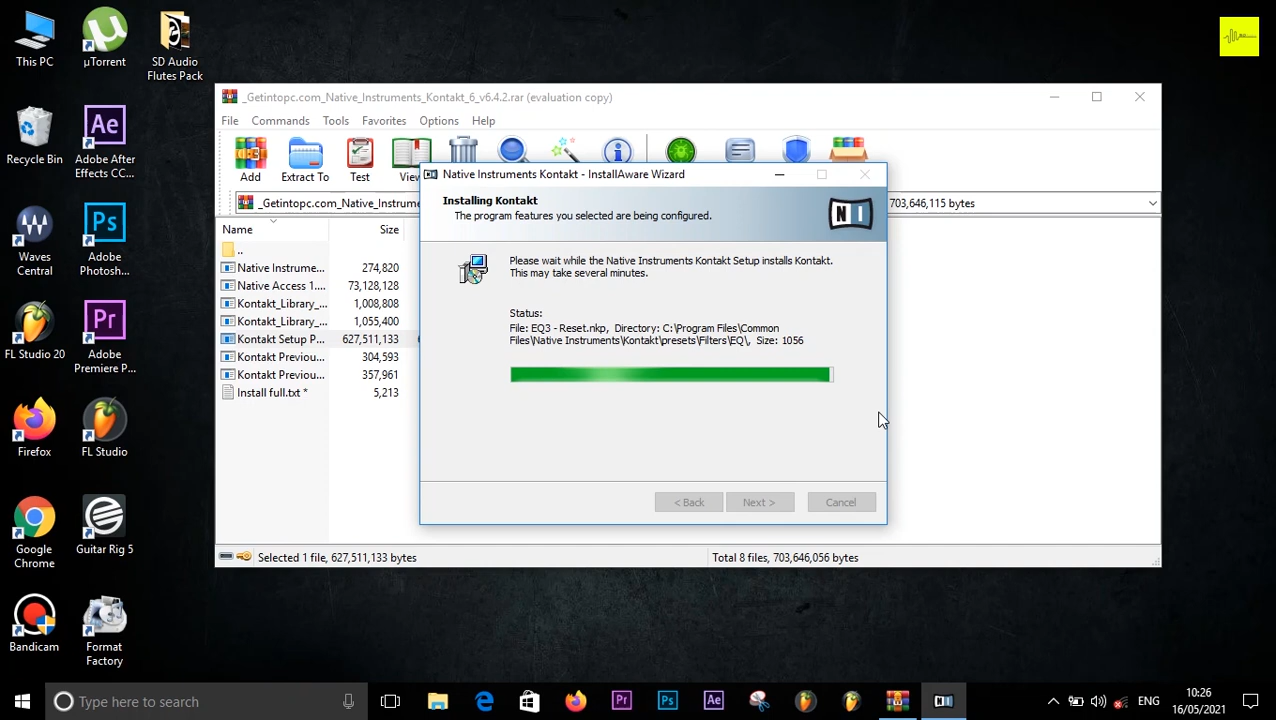 This PC
µTorrent
SD Audio
Flutes Pack
Recycle Bin
Adobe After
Effects CC...
Waves
Central
Adobe
Photosh...
FL Studio 20
Adobe
Premiere P...
Firefox
FL Studio
Google
Chrome
Guitar Rig 5
Bandicam
Format
Factory
_Getintopc.com_Native_Instruments_Kontakt_6_v6.4.2.rar (evaluation copy)
File Commands Tools Favorites Options Help
Add
Extract To
Test
_Getintopc.com_Native_Instrume
703,646,115 bytes
Name Size
..
Native Instrume... 274,820
Native Access 1.... 73,128,128
Kontakt_Library_... 1,008,808
Kontakt_Library_... 1,055,400
Kontakt Setup P... 627,511,133
Kontakt Previou... 304,593
Kontakt Previou... 357,961
Install full.txt * 5,213
Selected 1 file, 627,511,133 bytes
Total 8 files, 703,646,056 bytes
Native Instruments Kontakt - InstallAware Wizard
Installing Kontakt
The program features you selected are being configured.
NI
Please wait while the Native Instruments Kontakt Setup installs Kontakt.
This may take several minutes.
Status:
File: EQ3 - Reset.nkp, Directory: C:\Program Files\Common
Files\Native Instruments\Kontakt\presets\Filters\EQ\, Size: 1056
< Back
Next >
Cancel
Type here to search
ENG
10:26
16/05/2021